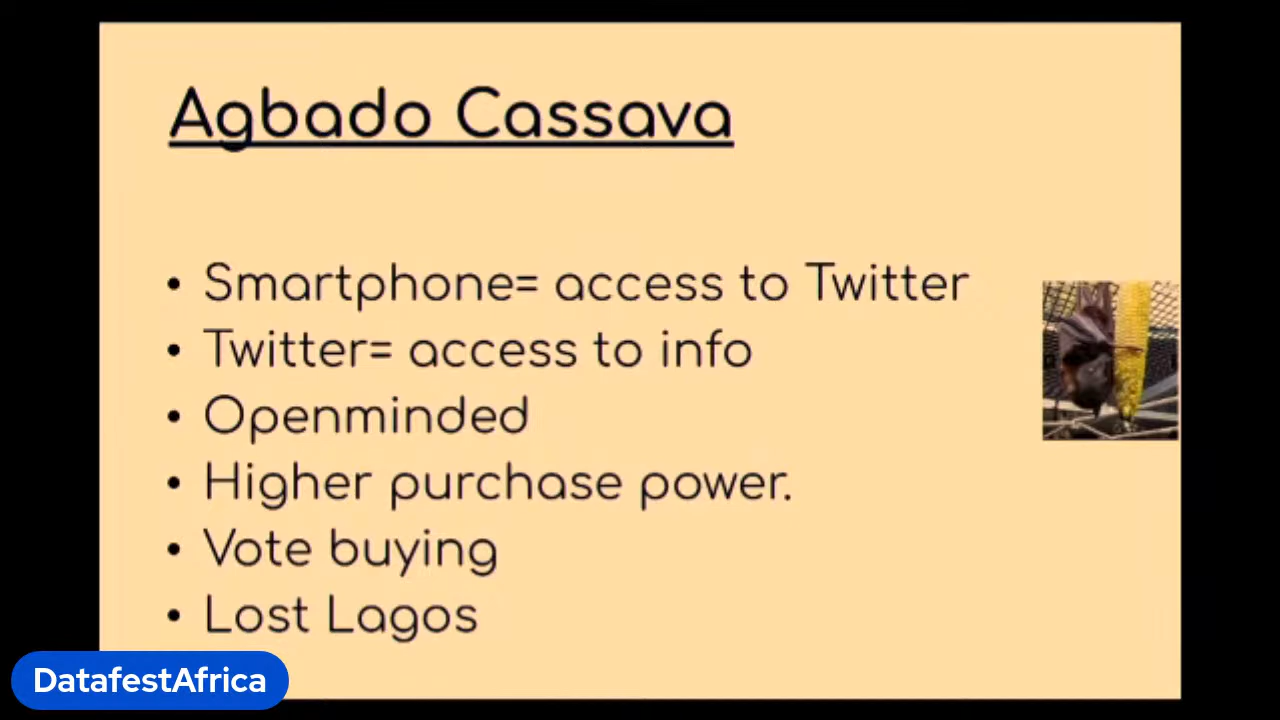 Agbado Cassava
• Smartphone= access to Twitter
• Twitter= access to info
• Openminded
• Higher purchase power.
• Vote buying
• Lost Lagos
DatafestAfrica